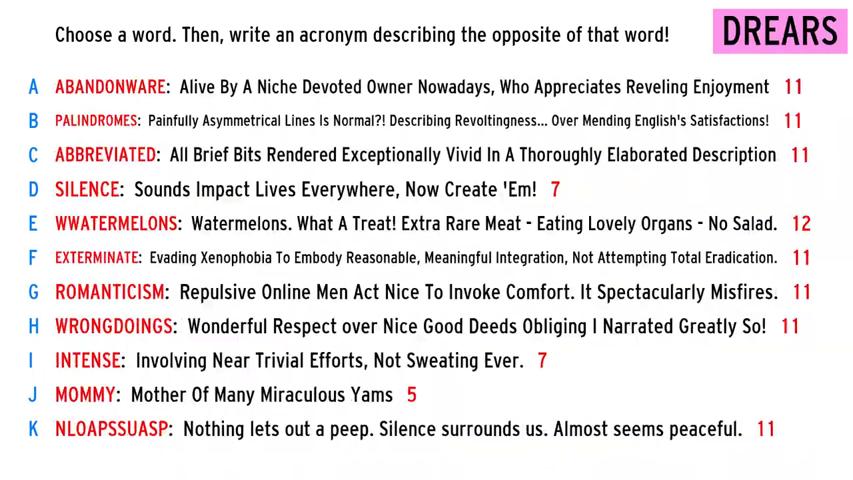 Choose a word. Then, write an acronym describing the opposite of that word!
DREARS
A ABANDONWARE: Alive By A Niche Devoted Owner Nowadays, Who Appreciates Reveling Enjoyment 11
B PALINDROMES: Painfully Asymmetrical Lines Is Normal?! Describing Revoltingness... Over Mending English's Satisfactions! 11
C ABBREVIATED: All Brief Bits Rendered Exceptionally Vivid In A Thoroughly Elaborated Description 11
D SILENCE: Sounds Impact Lives Everywhere, Now Create 'Em! 7
E WWATERMELONS: Watermelons. What A Treat! Extra Rare Meat - Eating Lovely Organs - No Salad. 12
F EXTERMINATE: Evading Xenophobia To Embody Reasonable, Meaningful Integration, Not Attempting Total Eradication. 11
G ROMANTICISM: Repulsive Online Men Act Nice To Invoke Comfort. It Spectacularly Misfires. 11
H WRONGDOINGS: Wonderful Respect over Nice Good Deeds Obliging I Narrated Greatly So! 11
I INTENSE: Involving Near Trivial Efforts, Not Sweating Ever. 7
J MOMMY: Mother Of Many Miraculous Yams 5
K NLOAPSSUASP: Nothing lets out a peep. Silence surrounds us. Almost seems peaceful. 11